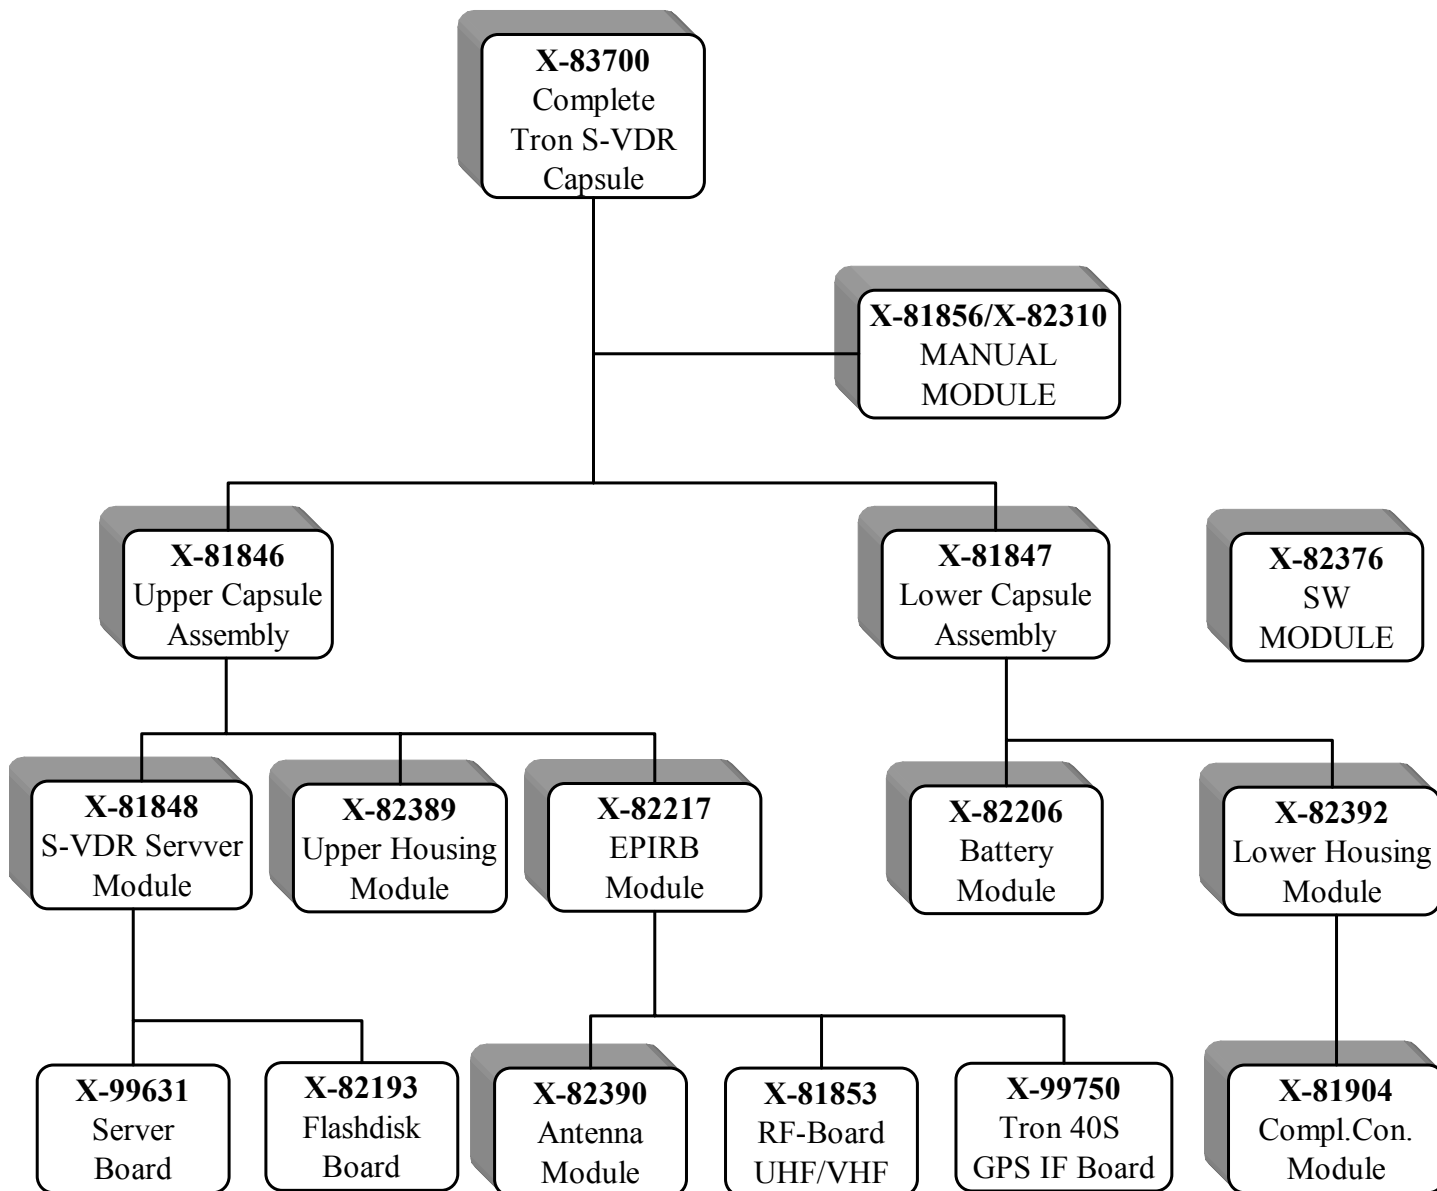 X-83700
Complete
Tron S-VDR
Capsule
X-81856/X-82310
MANUAL
MODULE
X-81846
Upper Capsule
Assembly
X-81847
Lower Capsule
Assembly
X-82376
SW
MODULE
X-81848
S-VDR Servver
Module
X-82389
Upper Housing
Module
X-82217
EPIRB
Module
X-82206
Battery
Module
X-82392
Lower Housing
Module
X-99631
Server
Board
X-82193
Flashdisk
Board
X-82390
Antenna
Module
X-81853
RF-Board
UHF/VHF
X-99750
Tron 40S
GPS IF Board
X-81904
Compl.Con.
Module